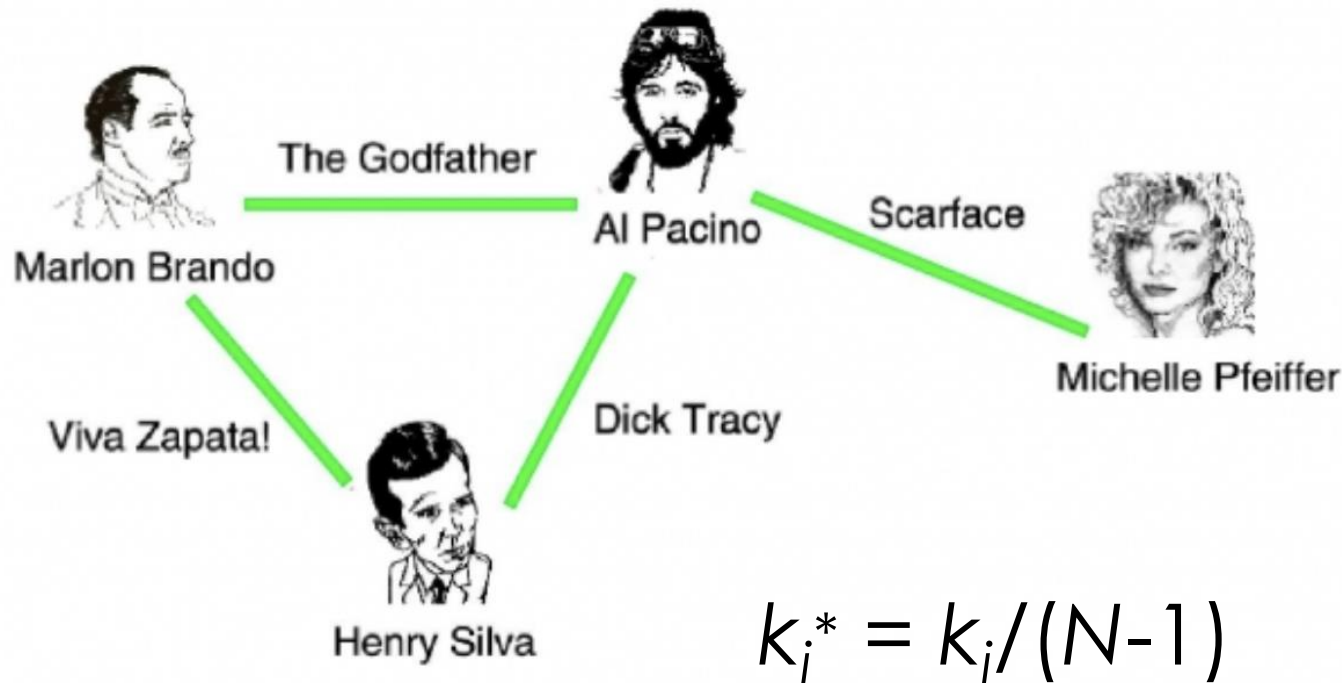 The Godfather
Al Pacino
Scarface
Marlon Brando
Michelle Pfeiffer
Viva Zapata!
Dick Tracy
Henry Silva
kᵢ* = kᵢ/(N-1)